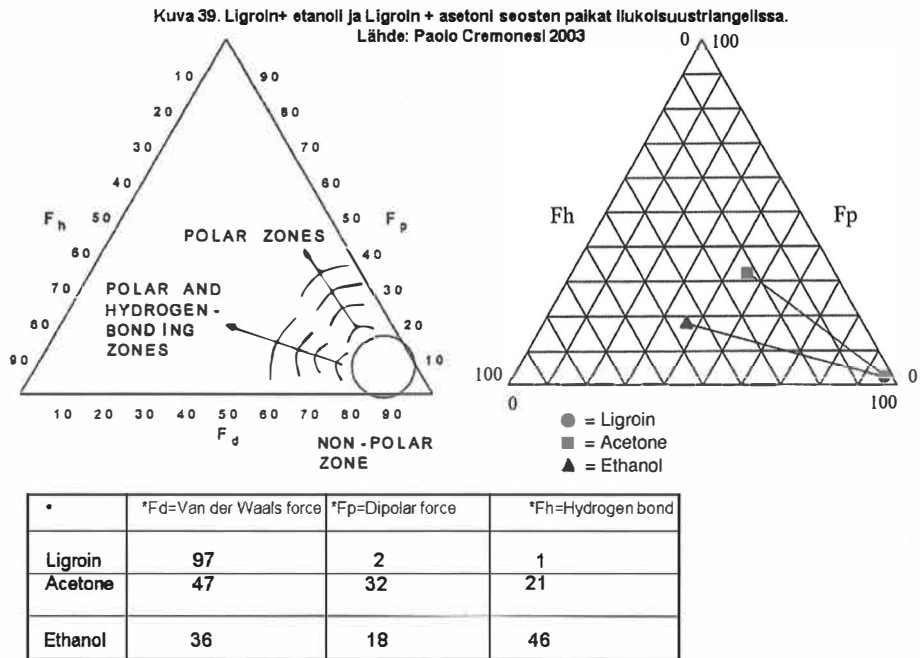 Kuva 39. Ligroin+ etanoli ja Ligroin + asetoni seosten paikat liukoisuustriangelissa.
Lähde: Paolo Cremonesi 2003
10
20
30
40
F_h 50
60
70
80
90
90
80
70
60
50 F_p
40
30
20
10
POLAR ZONES
POLAR AND
HYDROGEN-
BONDING
ZONES
10 20 30 40 50 60 70 80 90
F_d
NON-POLAR
ZONE
0 100
Fh Fp
100 0
0 100
= Ligroin
= Acetone
= Ethanol
• *Fd=Van der Waals force *Fp=Dipolar force *Fh=Hydrogen bond
Ligroin 97 2 1
Acetone 47 32 21
Ethanol 36 18 46